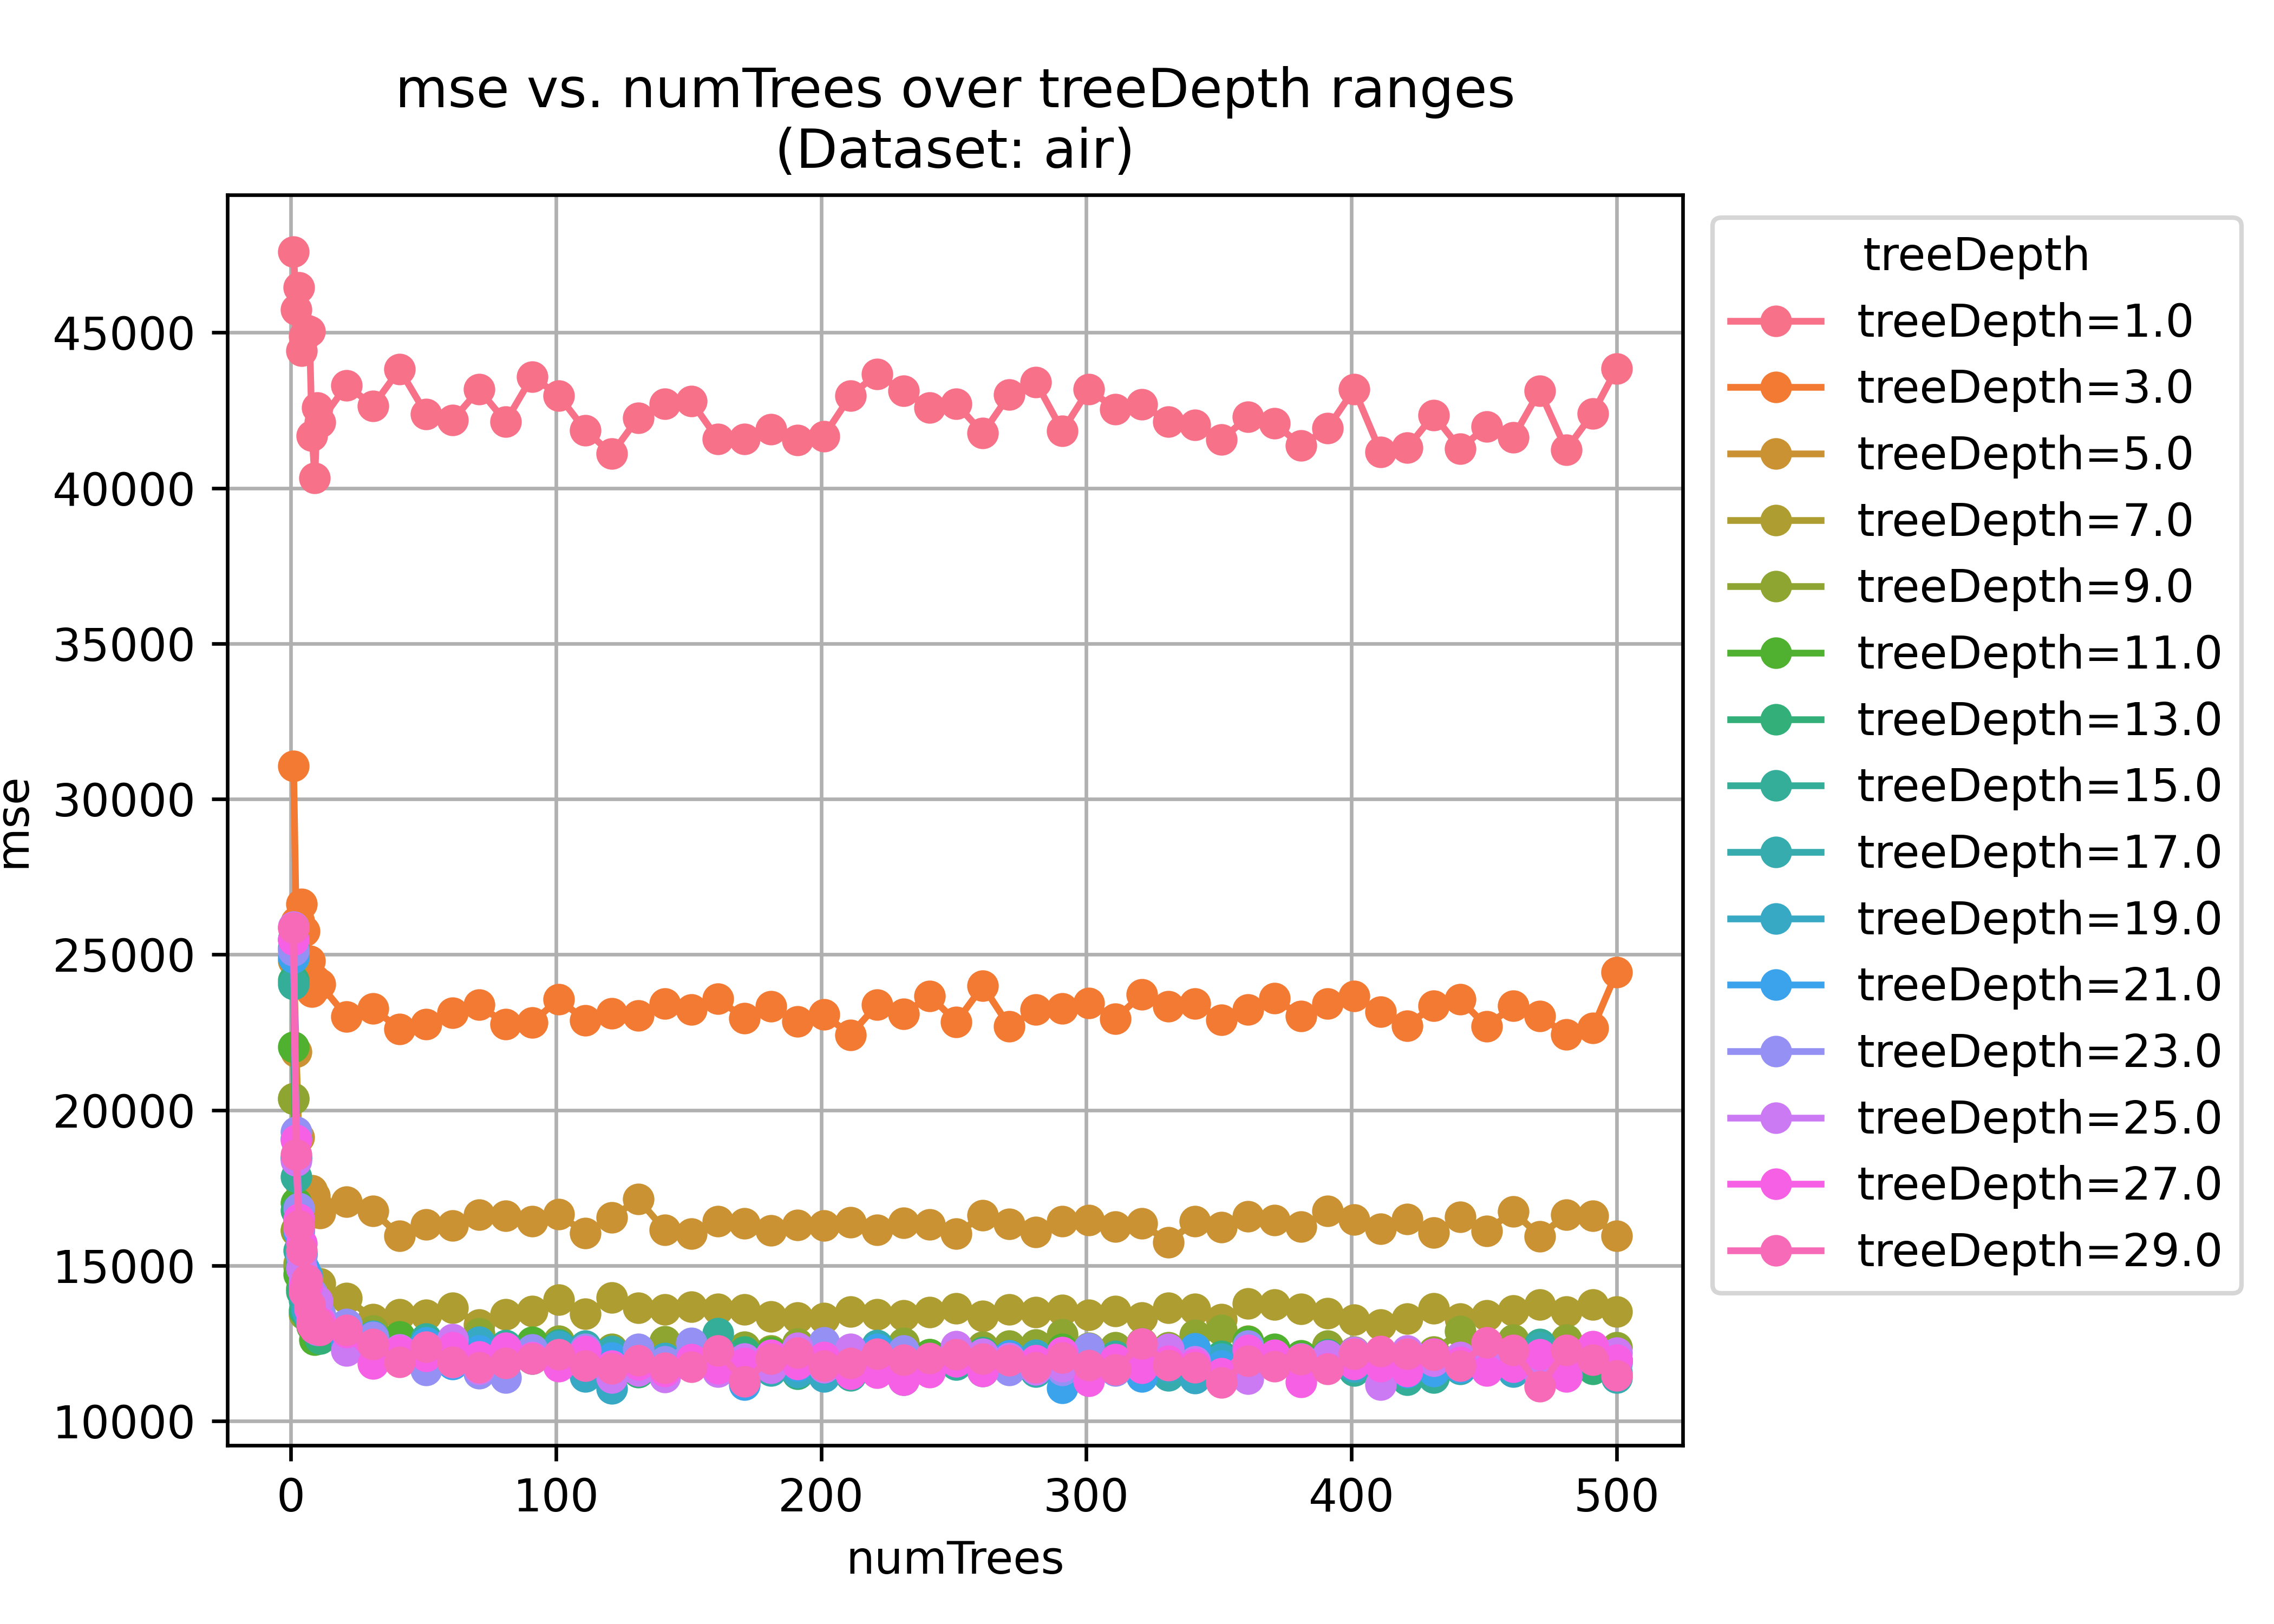 mse vs. numTrees over treeDepth ranges
(Dataset: air)
mse
45000
40000
35000
30000
25000
20000
15000
10000
0
100
200
300
400
500
numTrees
treeDepth
treeDepth=1.0
treeDepth=3.0
treeDepth=5.0
treeDepth=7.0
treeDepth=9.0
treeDepth=11.0
treeDepth=13.0
treeDepth=15.0
treeDepth=17.0
treeDepth=19.0
treeDepth=21.0
treeDepth=23.0
treeDepth=25.0
treeDepth=27.0
treeDepth=29.0